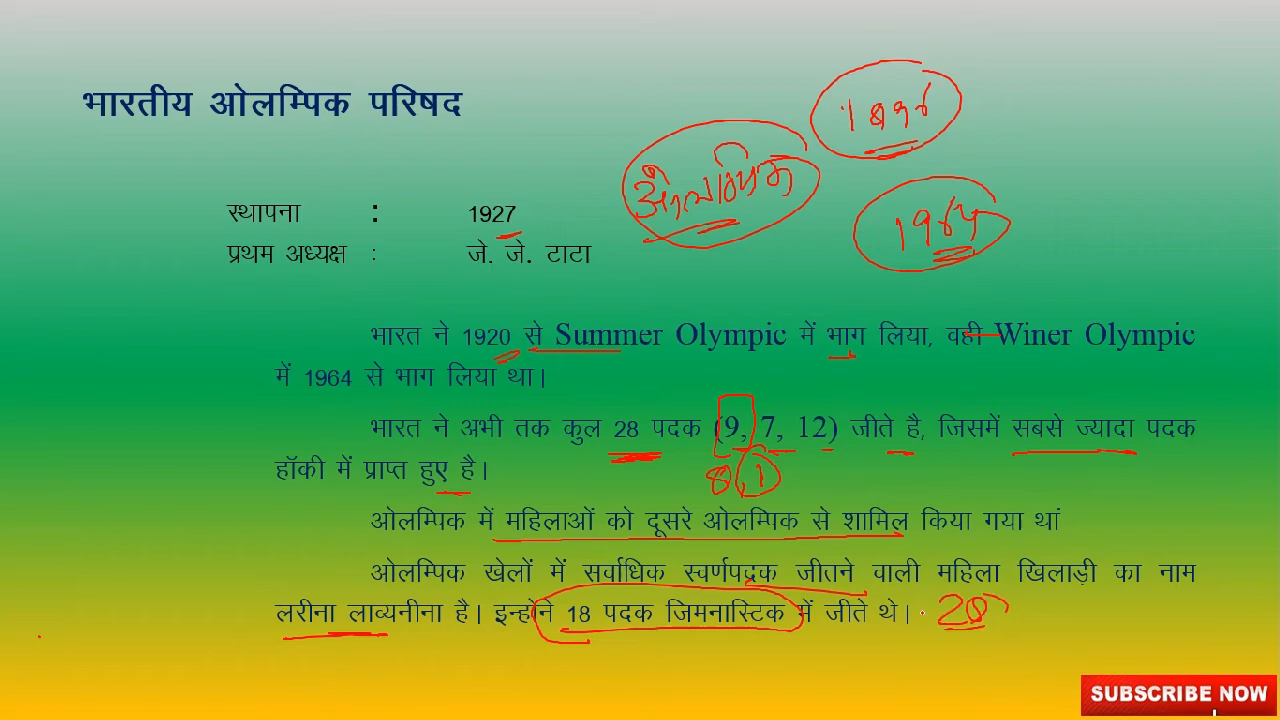 भारतीय ओलम्पिक परिषद
1896
ओलम्पिक
1964
स्थापना : 1927
प्रथम अध्यक्ष : जे. जे. टाटा
भारत ने 1920 से Summer Olympic में भाग लिया, वही Winer Olympic
में 1964 से भाग लिया था।
भारत ने अभी तक कुल 28 पदक (9, 7, 12) जीते है, जिसमें सबसे ज्यादा पदक
हॉकी में प्राप्त हुए है।
8, 1
ओलम्पिक में महिलाओं को दूसरे ओलम्पिक से शामिल किया गया थां
ओलम्पिक खेलों में सर्वाधिक स्वर्णपदक जीतने वाली महिला खिलाड़ी का नाम
लरीना लाव्यनीना है। इन्होंने 18 पदक जिमनास्टिक में जीते थे। 28
SUBSCRIBE NOW